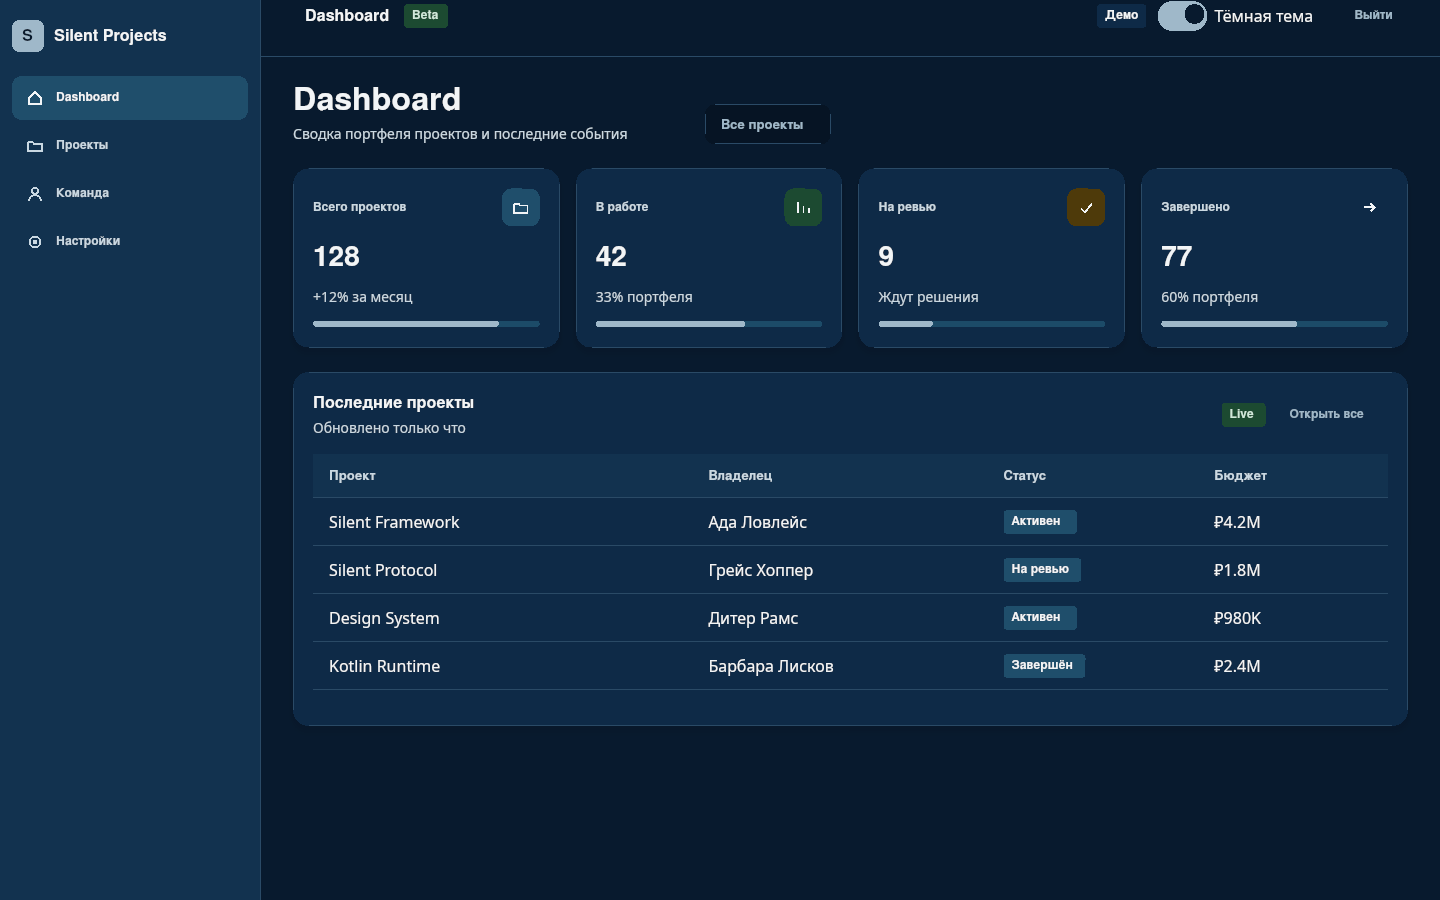 S Silent Projects
Dashboard
Проекты
Команда
Настройки
Dashboard Beta Демо Тёмная тема Выйти
Dashboard
Сводка портфеля проектов и последние события
Все проекты
Всего проектов
128
+12% за месяц
В работе
42
33% портфеля
На ревью
9
Ждут решения
Завершено
77
60% портфеля
Последние проекты
Обновлено только что
Live Открыть все
Проект Владелец Статус Бюджет
Silent Framework Ада Ловлейс Активен ₽4.2M
Silent Protocol Грейс Хоппер На ревью ₽1.8M
Design System Дитер Рамс Активен ₽980K
Kotlin Runtime Барбара Лисков Завершён ₽2.4M